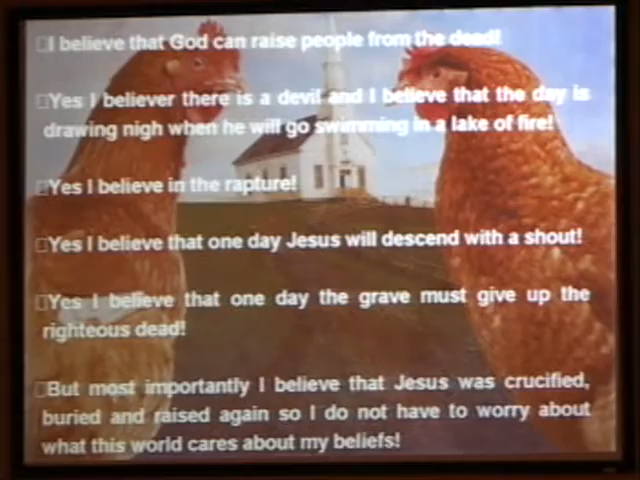 I believe that God can raise people from the dead!
Yes I believer there is a devil and I believe that the day is
drawing nigh when he will go swimming in a lake of fire!
Yes I believe in the rapture!
Yes I believe that one day Jesus will descend with a shout!
Yes I believe that one day the grave must give up the
righteous dead!
But most importantly I believe that Jesus was crucified,
buried and raised again so I do not have to worry about
what this world cares about my beliefs!